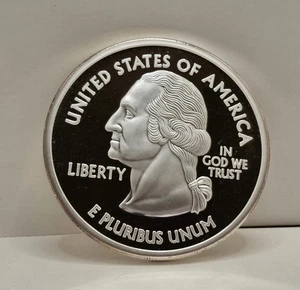 UNITED STATES OF AMERICA
LIBERTY
IN
GOD WE
TRUST
E PLURIBUS UNUM